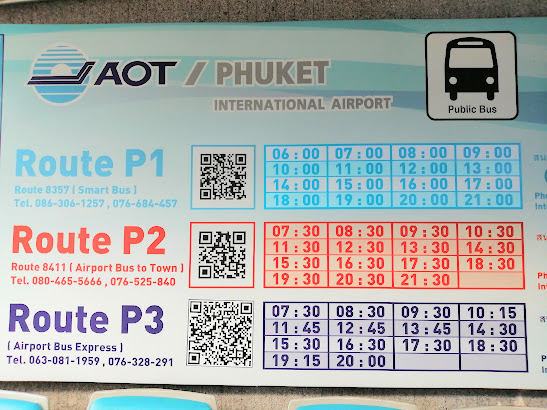 AOT / PHUKET
INTERNATIONAL AIRPORT
Public Bus
Route P1
Route 8357 ( Smart Bus )
Tel. 086-306-1257 , 076-684-457
06 : 00 07 : 00 08 : 00 09 : 00
10 : 00 11 : 00 12 : 00 13 : 00
14 : 00 15 : 00 16 : 00 17 : 00
18 : 00 19 : 00 20 : 00 21 : 00
Route P2
Route 8411 ( Airport Bus to Town )
Tel. 080-465-5666 , 076-525-840
07 : 30 08 : 30 09 : 30 10 : 30
11 : 30 12 : 30 13 : 30 14 : 30
15 : 30 16 : 30 17 : 30 18 : 30
19 : 30 20 : 30 21 : 30
Route P3
( Airport Bus Express )
Tel. 063-081-1959 , 076-328-291
07 : 30 08 : 30 09 : 30 10 : 15
11 : 45 12 : 45 13 : 45 14 : 30
15 : 30 16 : 30 17 : 30 18 : 30
19 : 15 20 : 00